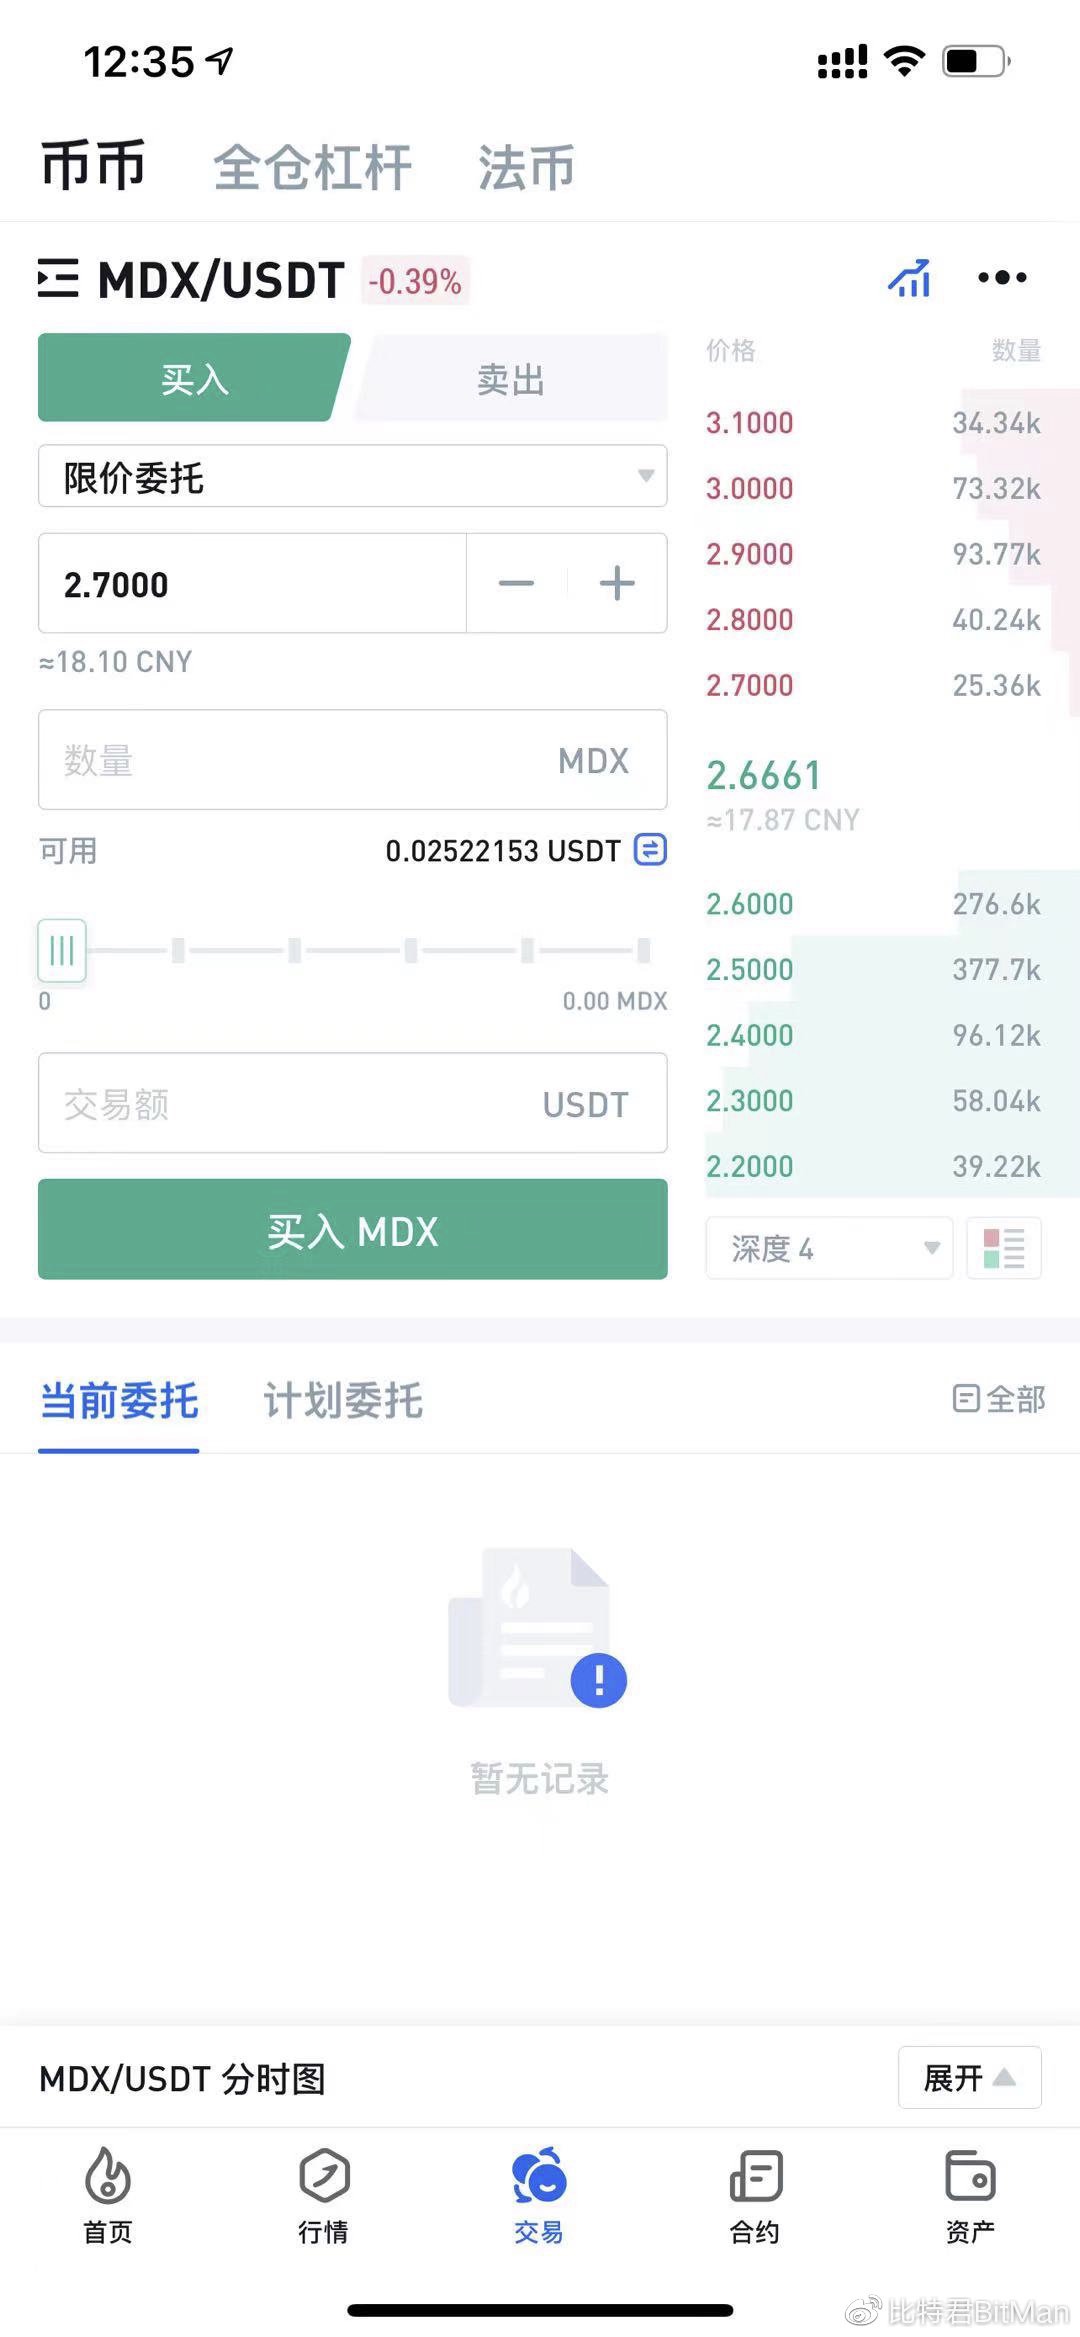 12:35
币币 全仓杠杆 法币
MDX/USDT -0.39%
买入 卖出
限价委托
2.7000
≈18.10 CNY
数量 MDX
可用 0.02522153 USDT
0 0.00 MDX
交易额 USDT
买入 MDX
价格 数量
3.1000 34.34k
3.0000 73.32k
2.9000 93.77k
2.8000 40.24k
2.7000 25.36k
2.6661
≈17.87 CNY
2.6000 276.6k
2.5000 377.7k
2.4000 96.12k
2.3000 58.04k
2.2000 39.22k
深度 4
当前委托 计划委托 全部
暂无记录
MDX/USDT 分时图 展开
首页 行情 交易 合约 资产
比特君BitMan